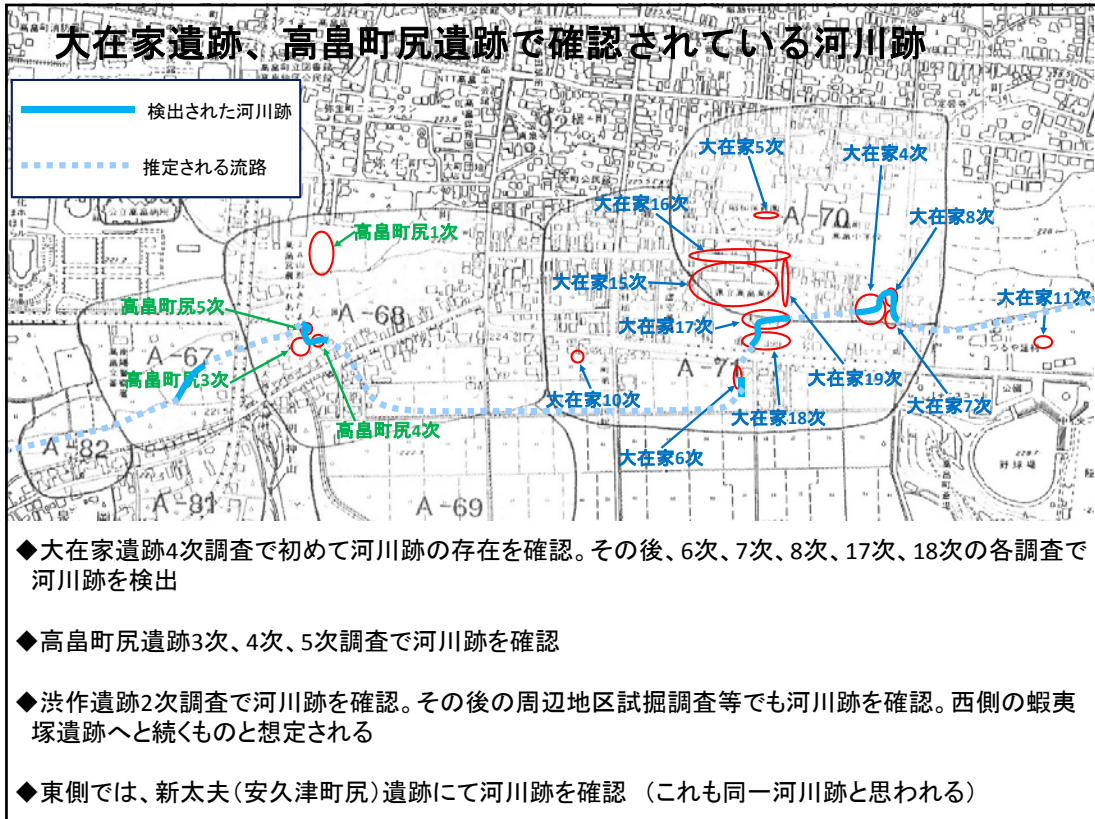 大在家遺跡、高畠町尻遺跡で確認されている河川跡
検出された河川跡
推定される流路
大在家5次
大在家4次
大在家16次
大在家8次
高畠町尻1次
A-70
大在家15次
高畠町尻5次
大在家11次
A-68
大在家17次
A-67
高畠町尻3次
A-71
大在家19次
大在家10次
大在家7次
大在家18次
高畠町尻4次
A-82
大在家6次
野球場
公園
A-81
A-69
◆大在家遺跡4次調査で初めて河川跡の存在を確認。その後、6次、7次、8次、17次、18次の各調査で
河川跡を検出
◆高畠町尻遺跡3次、4次、5次調査で河川跡を確認
◆渋作遺跡2次調査で河川跡を確認。その後の周辺地区試掘調査等でも河川跡を確認。西側の蝦夷
塚遺跡へと続くものと想定される
◆東側では、新太夫（安久津町尻）遺跡にて河川跡を確認　（これも同一河川跡と思われる）